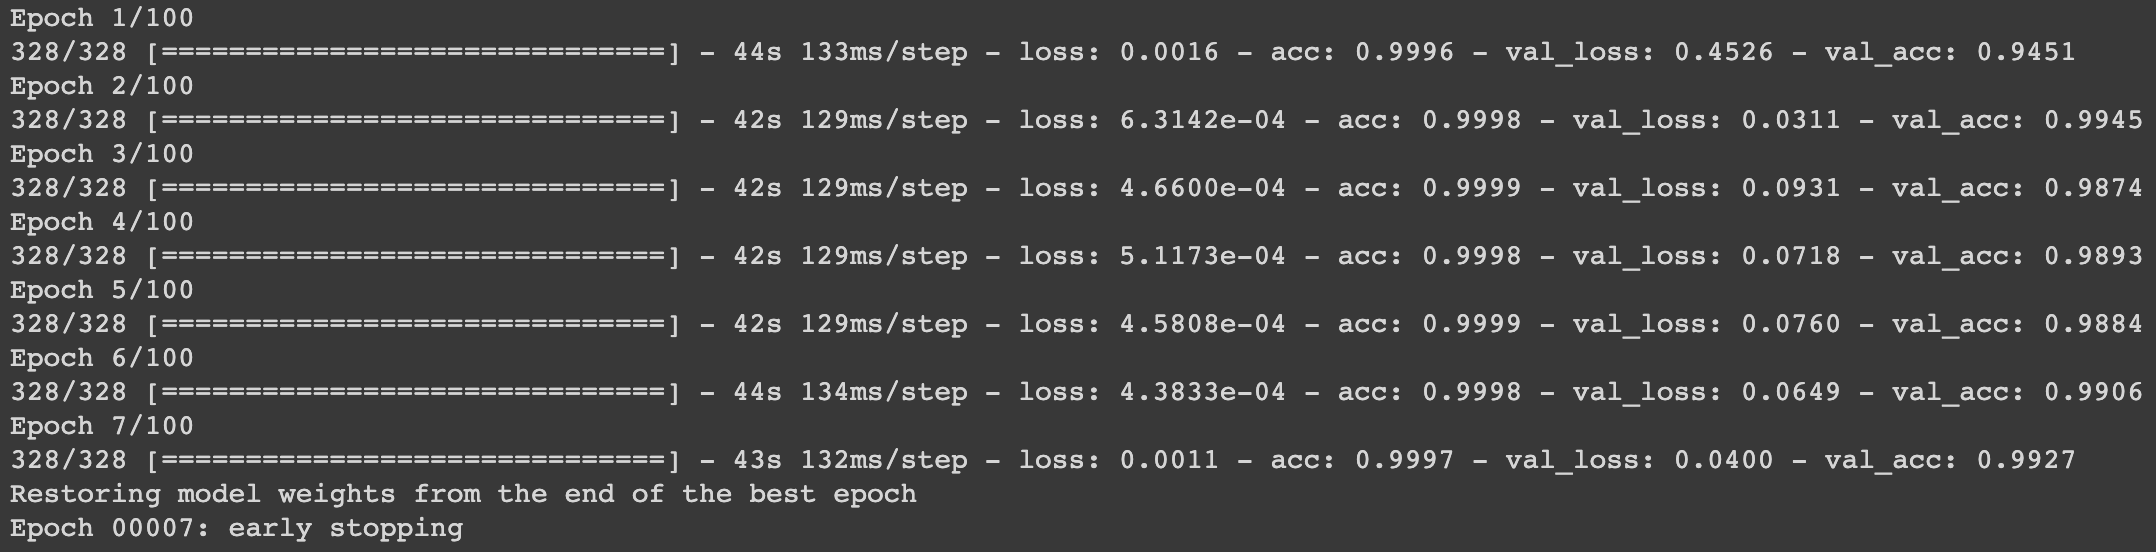 Epoch 1/100
328/328 [==============================] - 44s 133ms/step - loss: 0.0016 - acc: 0.9996 - val_loss: 0.4526 - val_acc: 0.9451
Epoch 2/100
328/328 [==============================] - 42s 129ms/step - loss: 6.3142e-04 - acc: 0.9998 - val_loss: 0.0311 - val_acc: 0.9945
Epoch 3/100
328/328 [==============================] - 42s 129ms/step - loss: 4.6600e-04 - acc: 0.9999 - val_loss: 0.0931 - val_acc: 0.9874
Epoch 4/100
328/328 [==============================] - 42s 129ms/step - loss: 5.1173e-04 - acc: 0.9998 - val_loss: 0.0718 - val_acc: 0.9893
Epoch 5/100
328/328 [==============================] - 42s 129ms/step - loss: 4.5808e-04 - acc: 0.9999 - val_loss: 0.0760 - val_acc: 0.9884
Epoch 6/100
328/328 [==============================] - 44s 134ms/step - loss: 4.3833e-04 - acc: 0.9998 - val_loss: 0.0649 - val_acc: 0.9906
Epoch 7/100
328/328 [==============================] - 43s 132ms/step - loss: 0.0011 - acc: 0.9997 - val_loss: 0.0400 - val_acc: 0.9927
Restoring model weights from the end of the best epoch
Epoch 00007: early stopping